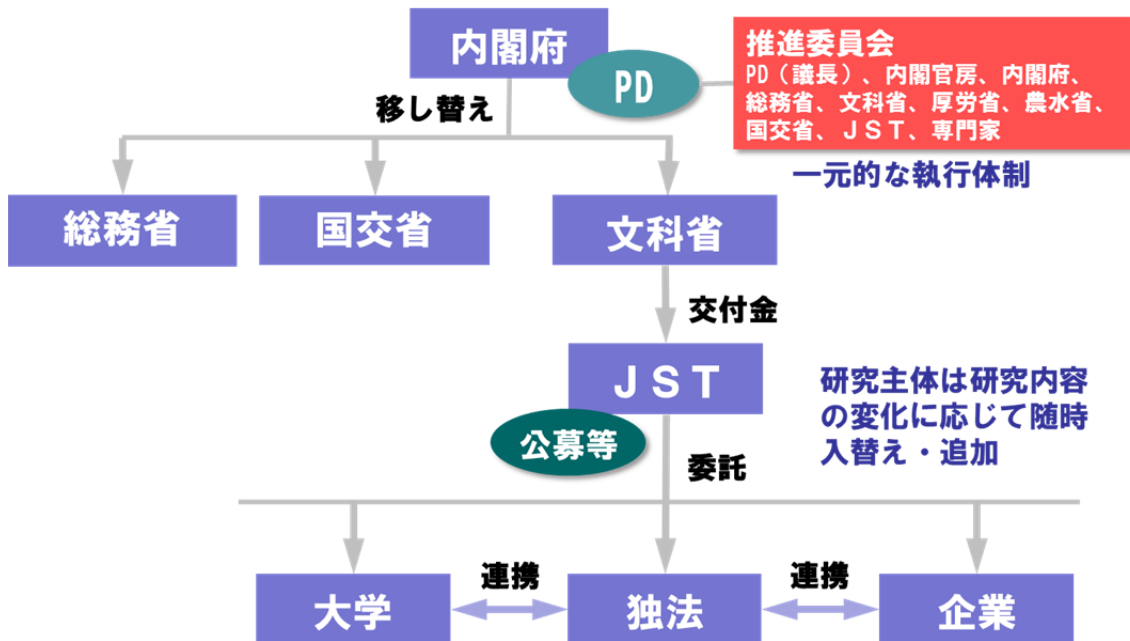 内閣府
PD
推進委員会
PD（議長）、内閣官房、内閣府、
総務省、文科省、厚労省、農水省、
国交省、ＪＳＴ、専門家
移し替え
一元的な執行体制
総務省
国交省
文科省
交付金
ＪＳＴ
研究主体は研究内容
の変化に応じて随時
入替え・追加
公募等
委託
大学
連携
独法
連携
企業